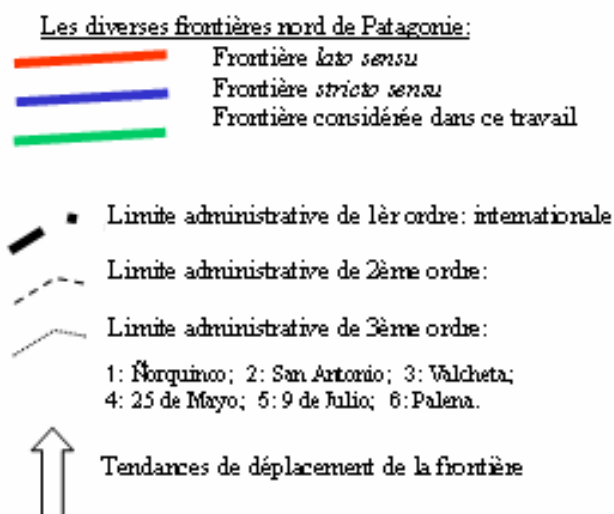 Les diverses frontières nord de Patagonie:
Frontière lato sensu
Frontière stricto sensu
Frontière considérée dans ce travail
Limite administrative de 1èr ordre: internationale
Limite administrative de 2ème ordre:
Limite administrative de 3ème ordre:
1: Ñorquinco; 2: San Antonio; 3: Valcheta;
4: 25 de Mayo; 5: 9 de Julio; 6: Palena.
Tendances de déplacement de la frontière